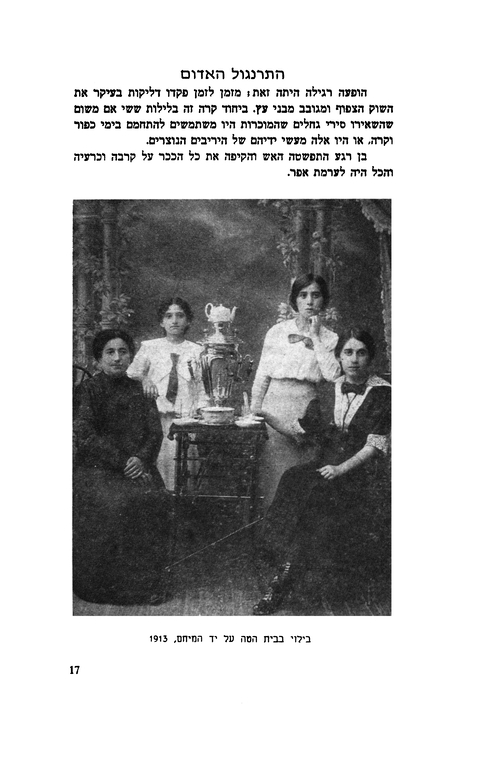 התרנגול האדום
הופעה רגילה היתה זאת; מזמן לזמן פקדו דליקות בעיקר את
השוק הצפוף ומגובב מבני עץ. ביחוד קרה זה בלילות ששי אם משום
שהשאירו סירי גחלים שהמוכרות היו משתמשים להתחמם בימי כפור
וקרה, או היו אלה מעשי ידיהם של היריבים הנוצרים.
בן רגע התפשטה האש והקיפה את כל הככר על קרבה וכרעיה
והכל היה לערמת אפר.
בילוי בבית הטה על יד המיחם, 1913
17